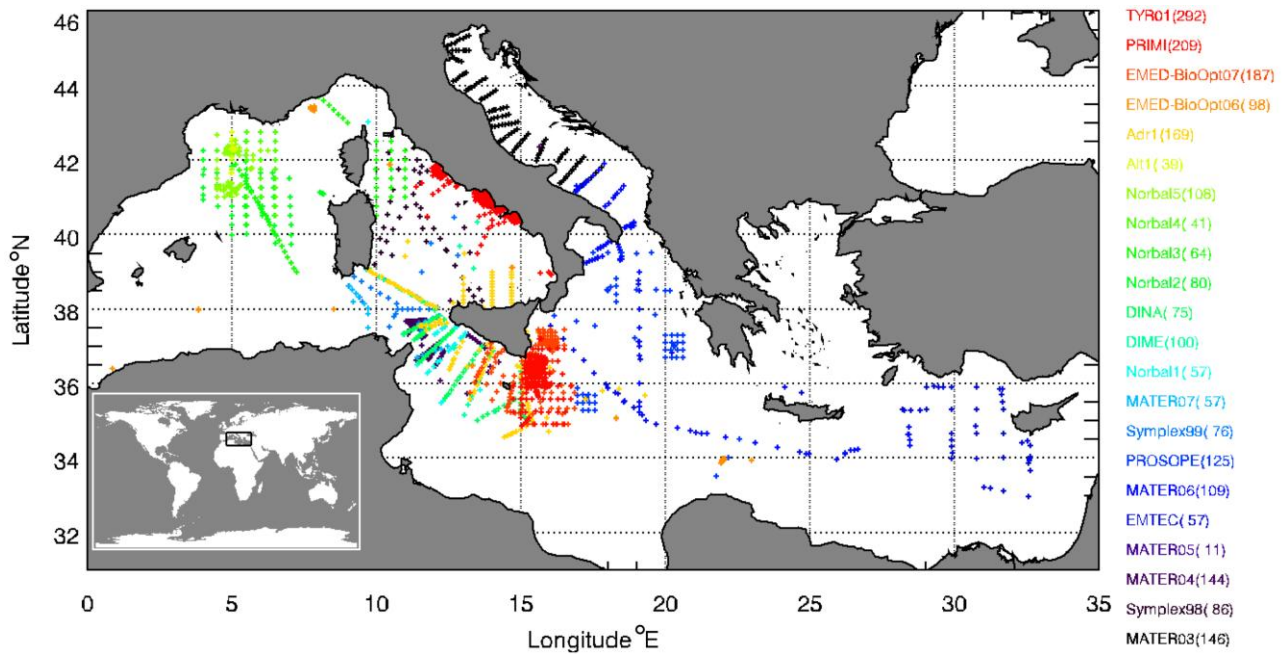 46
44
42
40
38
36
34
32
Latitude°N
0 5 10 15 20 25 30 35
Longitude°E
TYR01(292)
PRIMI(209)
EMED-BioOpt07(187)
EMED-BioOpt06( 98)
Adr1(169)
Alt1( 39)
Norbal5(108)
Norbal4( 41)
Norbal3( 64)
Norbal2( 80)
DINA( 75)
DIME(100)
Norbal1( 57)
MATER07( 57)
Symplex99( 76)
PROSOPE(125)
MATER06(109)
EMTEC( 57)
MATER05( 11)
MATER04(144)
Symplex98( 86)
MATER03(146)